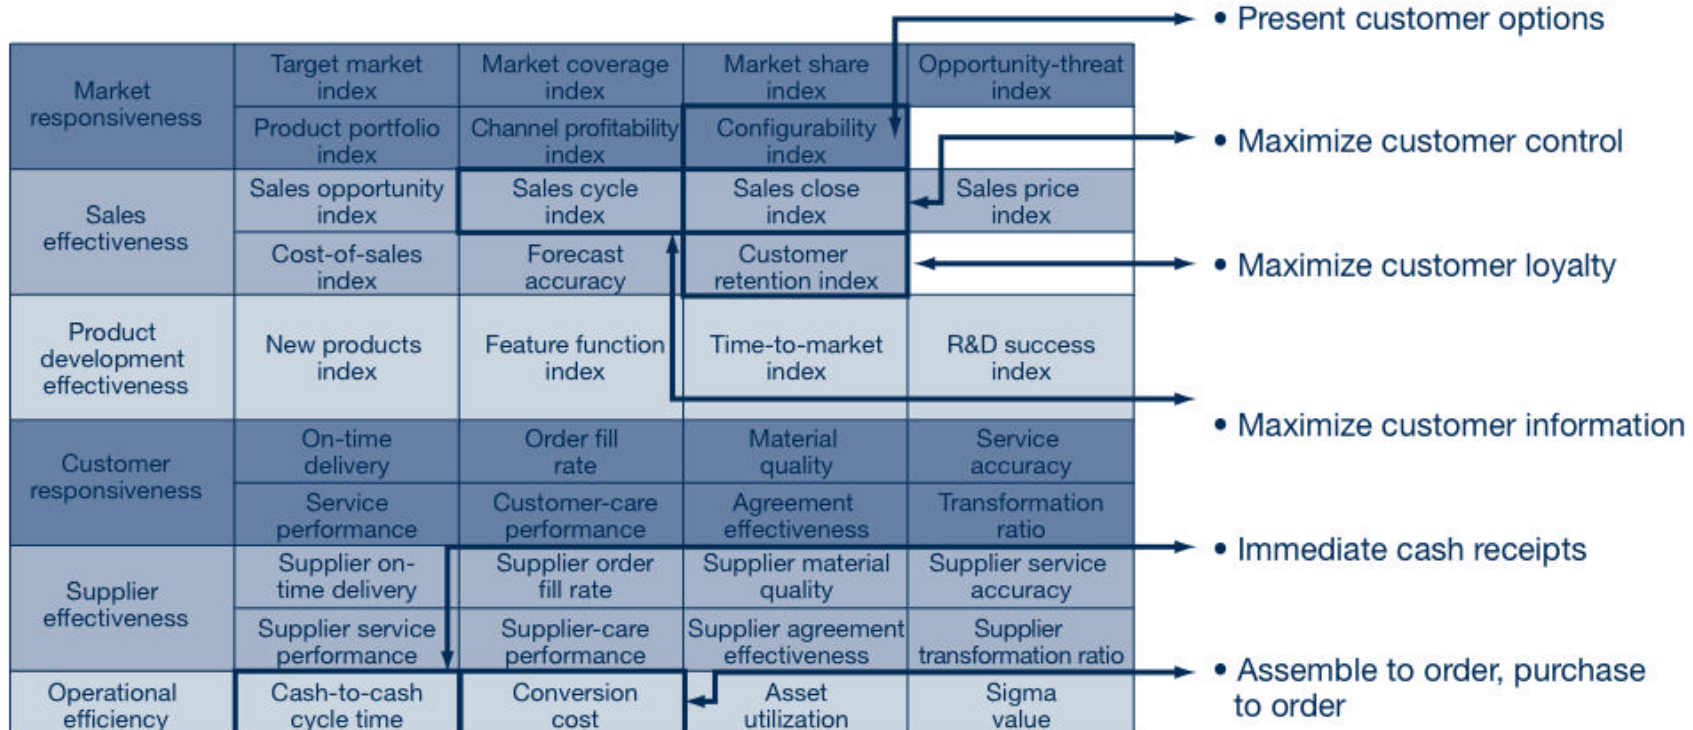 • Present customer options
Market
responsiveness
Target market
index
Market coverage
index
Market share
index
Opportunity-threat
index
Product portfolio
index
Channel profitability
index
Configurability
index
• Maximize customer control
Sales
effectiveness
Sales opportunity
index
Sales cycle
index
Sales close
index
Sales price
index
Cost-of-sales
index
Forecast
accuracy
Customer
retention index
• Maximize customer loyalty
Product
development
effectiveness
New products
index
Feature function
index
Time-to-market
index
R&D success
index
• Maximize customer information
Customer
responsiveness
On-time
delivery
Order fill
rate
Material
quality
Service
accuracy
Service
performance
Customer-care
performance
Agreement
effectiveness
Transformation
ratio
• Immediate cash receipts
Supplier
effectiveness
Supplier on-
time delivery
Supplier order
fill rate
Supplier material
quality
Supplier service
accuracy
Supplier service
performance
Supplier-care
performance
Supplier agreement
effectiveness
Supplier
transformation ratio
• Assemble to order, purchase
to order
Operational
efficiency
Cash-to-cash
cycle time
Conversion
cost
Asset
utilization
Sigma
value